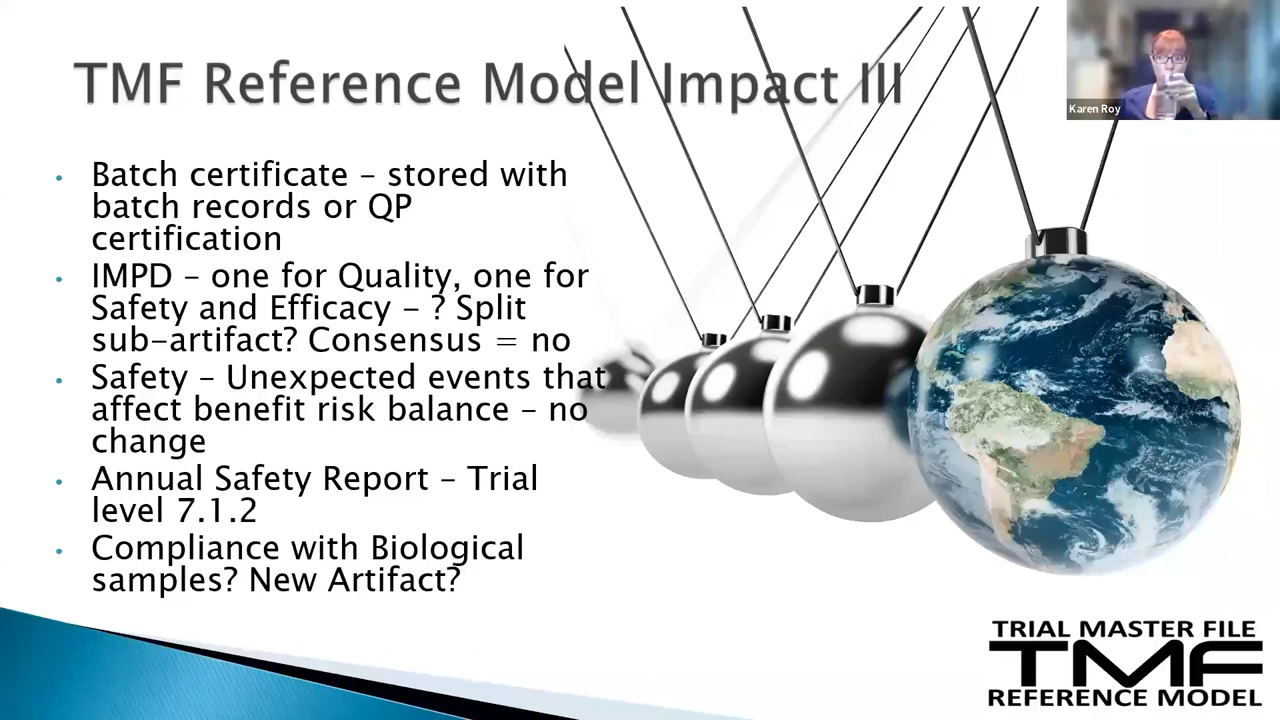 TMF Reference Model Impact III
Karen Roy
• Batch certificate – stored with
batch records or QP
certification
• IMPD – one for Quality, one for
Safety and Efficacy – ? Split
sub-artifact? Consensus = no
• Safety – Unexpected events that
affect benefit risk balance – no
change
• Annual Safety Report – Trial
level 7.1.2
• Compliance with Biological
samples? New Artifact?
TRIAL MASTER FILE
TMF
REFERENCE MODEL